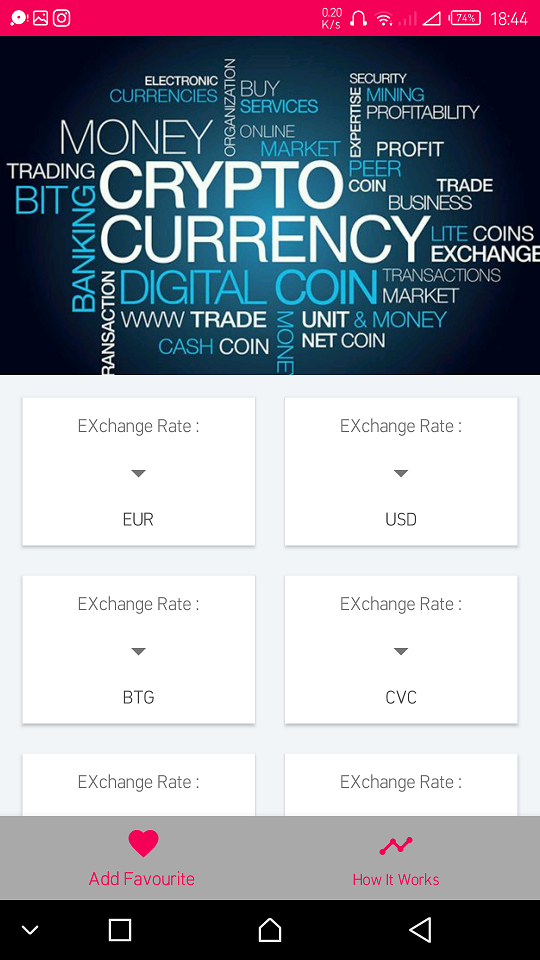 0.20
K/s
74%
18:44
ELECTRONIC
CURRENCIES
ORGANIZATION
BUY
SERVICES
ONLINE
MARKET
SECURITY
MINING
PROFITABILITY
EXPERTISE
PROFIT
MONEY
TRADING
BITG
BANKING
CRYPTO
CURRENCY
PEER
COIN
TRADE
BUSINESS
LITE COINS
EXCHANGE
DIGITAL COIN
TRANSACTIONS
MARKET
RANSACTION
WWW TRADE
CASH COIN
MONE
UNIT & MONEY
NET COIN
EXchange Rate :
EUR
EXchange Rate :
USD
EXchange Rate :
BTG
EXchange Rate :
CVC
EXchange Rate :
EXchange Rate :
Add Favourite
How It Works